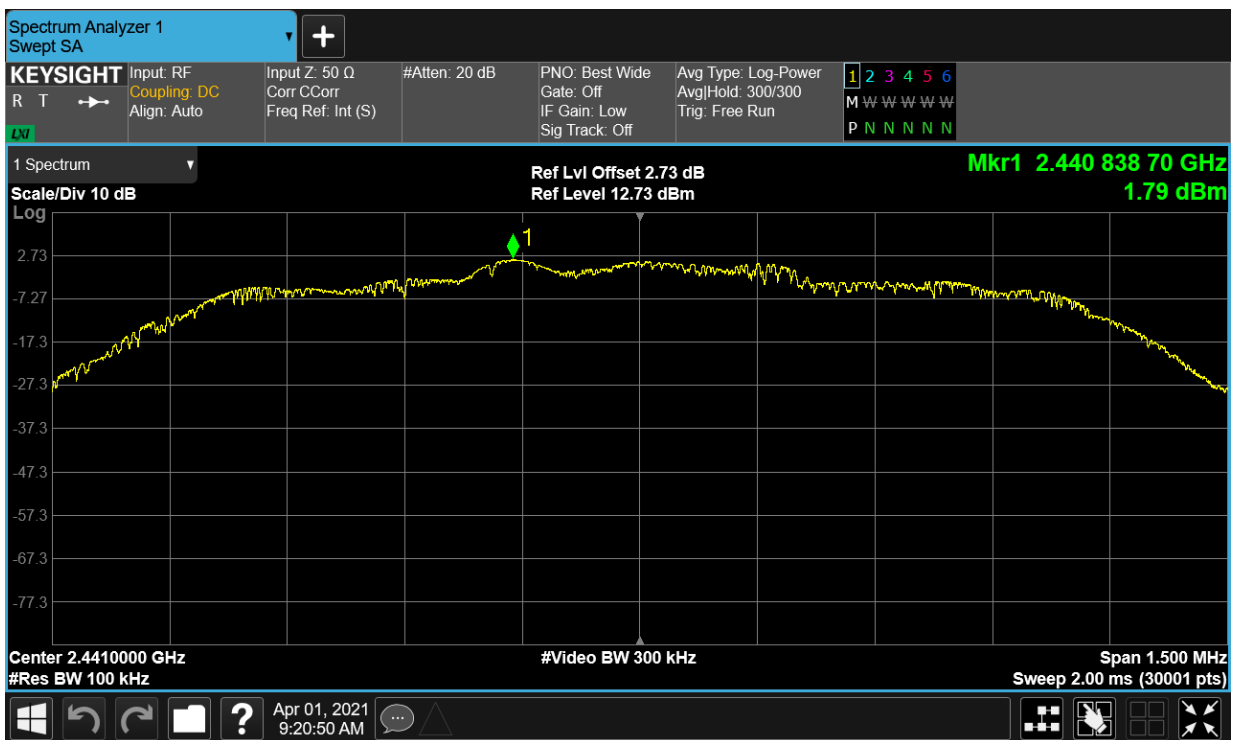 Spectrum Analyzer 1
Swept SA
+
KEYSIGHT
R T
LXI
Input: RF
Coupling: DC
Align: Auto
Input Z: 50 Ω
Corr CCorr
Freq Ref: Int (S)
#Atten: 20 dB
PNO: Best Wide
Gate: Off
IF Gain: Low
Sig Track: Off
Avg Type: Log-Power
Avg|Hold: 300/300
Trig: Free Run
1 2 3 4 5 6
M W W W W W
P N N N N N
1 Spectrum
Scale/Div 10 dB
Log
Ref Lvl Offset 2.73 dB
Ref Level 12.73 dBm
Mkr1 2.440 838 70 GHz
1.79 dBm
1
2.73
-7.27
-17.3
-27.3
-37.3
-47.3
-57.3
-67.3
-77.3
Center 2.4410000 GHz
#Res BW 100 kHz
#Video BW 300 kHz
Span 1.500 MHz
Sweep 2.00 ms (30001 pts)
?
Apr 01, 2021
9:20:50 AM